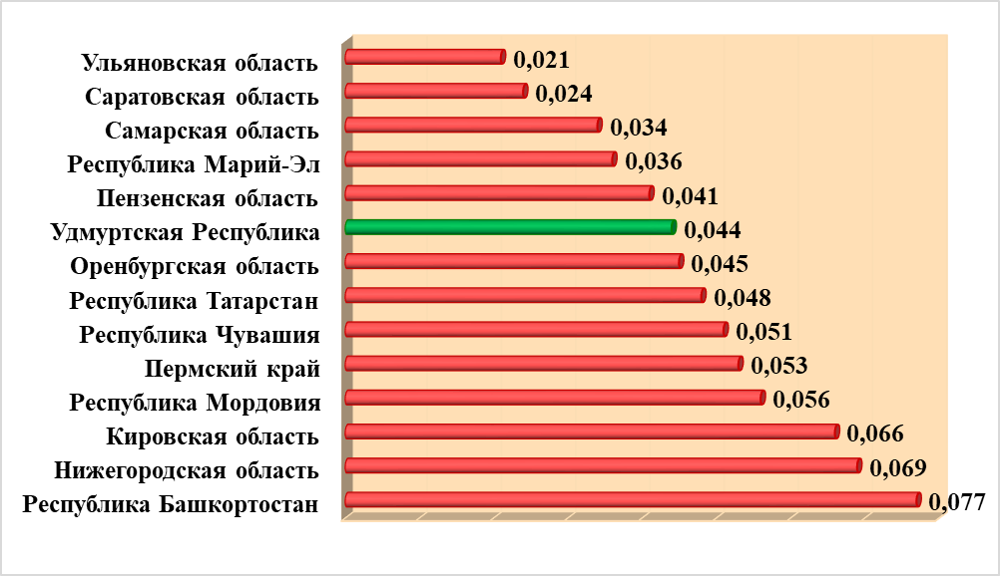 Ульяновская область 0,021
Саратовская область 0,024
Самарская область 0,034
Республика Марий-Эл 0,036
Пензенская область 0,041
Удмуртская Республика 0,044
Оренбургская область 0,045
Республика Татарстан 0,048
Республика Чувашия 0,051
Пермский край 0,053
Республика Мордовия 0,056
Кировская область 0,066
Нижегородская область 0,069
Республика Башкортостан 0,077